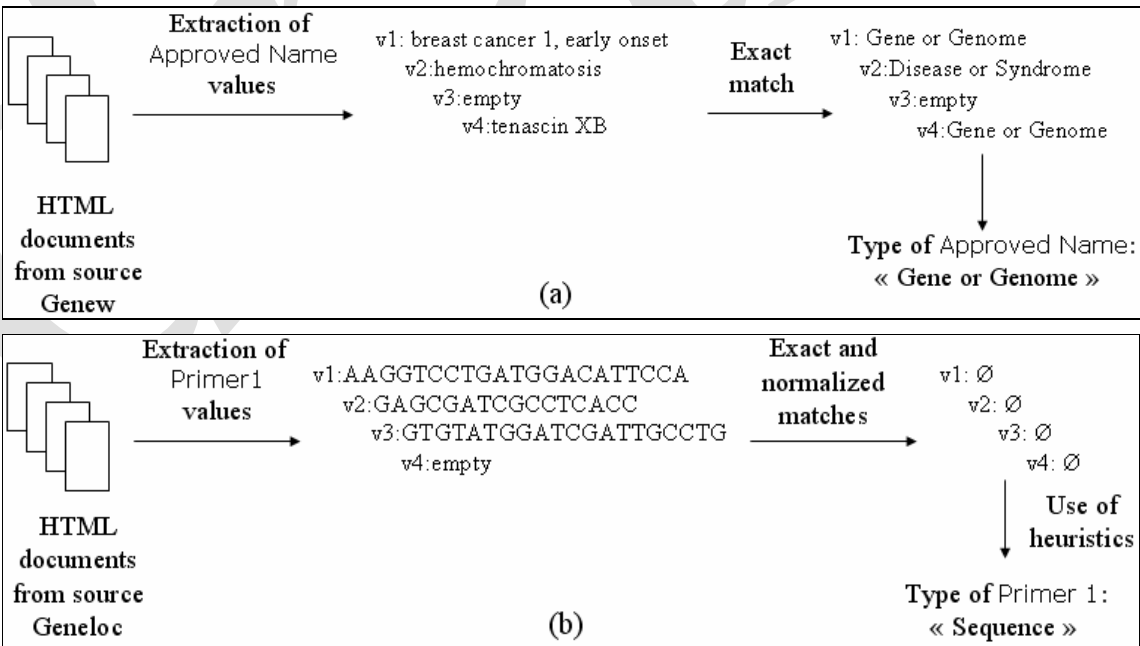 Extraction of
Approved Name
values
v1: breast cancer 1, early onset
v2:hemochromatosis
v3:empty
v4:tenascin XB
Exact
match
v1: Gene or Genome
v2:Disease or Syndrome
v3:empty
v4:Gene or Genome
HTML
documents
from source
Genew
Type of Approved Name:
« Gene or Genome »
(a)
Extraction of
Primer1
values
v1:AAGGTCCTGATGGACATTCCA
v2:GAGCGATCGCCTCACC
v3:GTGTATGGATCGATTGCCTG
v4:empty
Exact and
normalized
matches
v1: Ø
v2: Ø
v3: Ø
v4: Ø
Use of
heuristics
HTML
documents
from source
Geneloc
Type of Primer 1:
« Sequence »
(b)